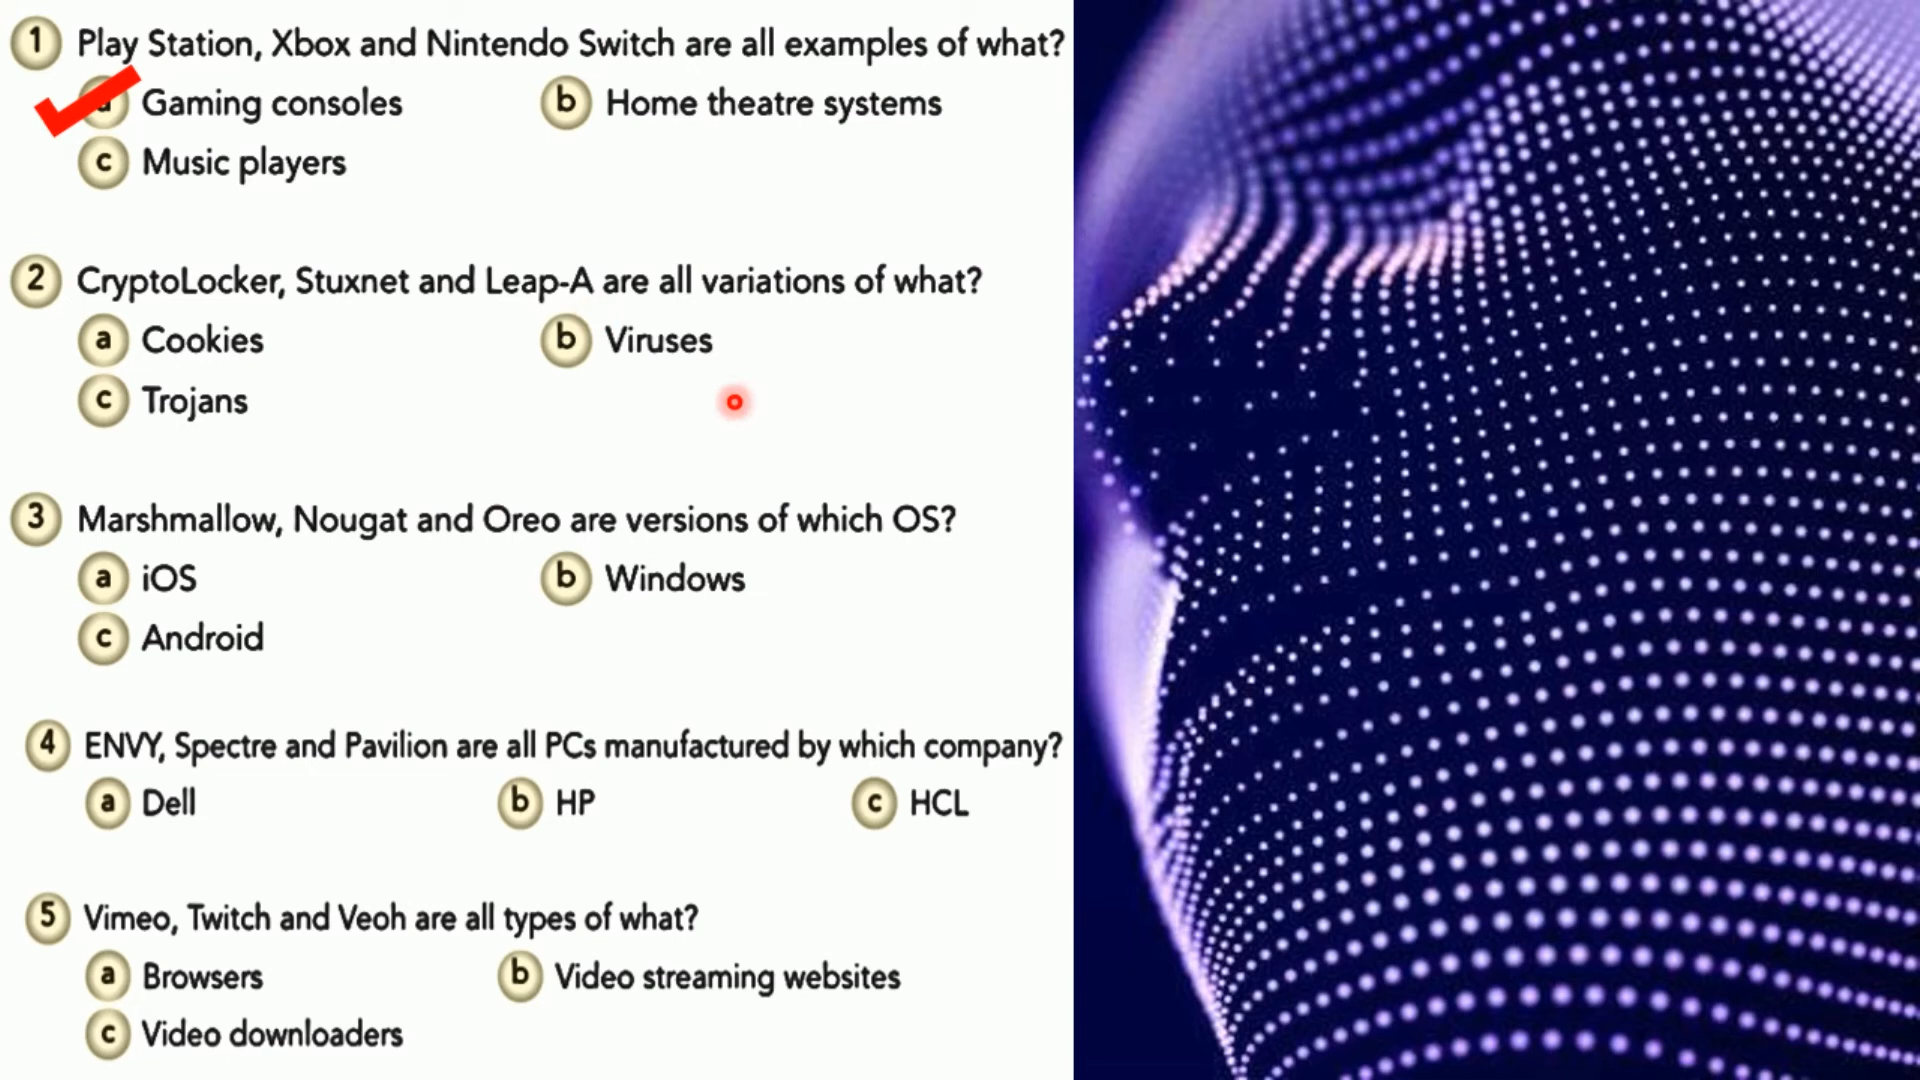 1 Play Station, Xbox and Nintendo Switch are all examples of what?
a Gaming consoles b Home theatre systems
c Music players
2 CryptoLocker, Stuxnet and Leap-A are all variations of what?
a Cookies b Viruses
c Trojans
3 Marshmallow, Nougat and Oreo are versions of which OS?
a iOS b Windows
c Android
4 ENVY, Spectre and Pavilion are all PCs manufactured by which company?
a Dell b HP c HCL
5 Vimeo, Twitch and Veoh are all types of what?
a Browsers b Video streaming websites
c Video downloaders